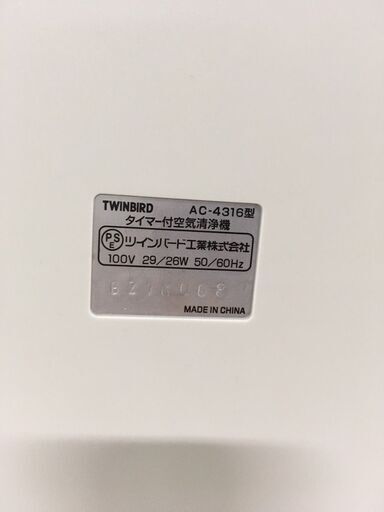 TWINBIRD AC-4316型
タイマー付空気清浄機
PSE ツインバード工業株式会社
100V 29/26W 50/60Hz
MADE IN CHINA